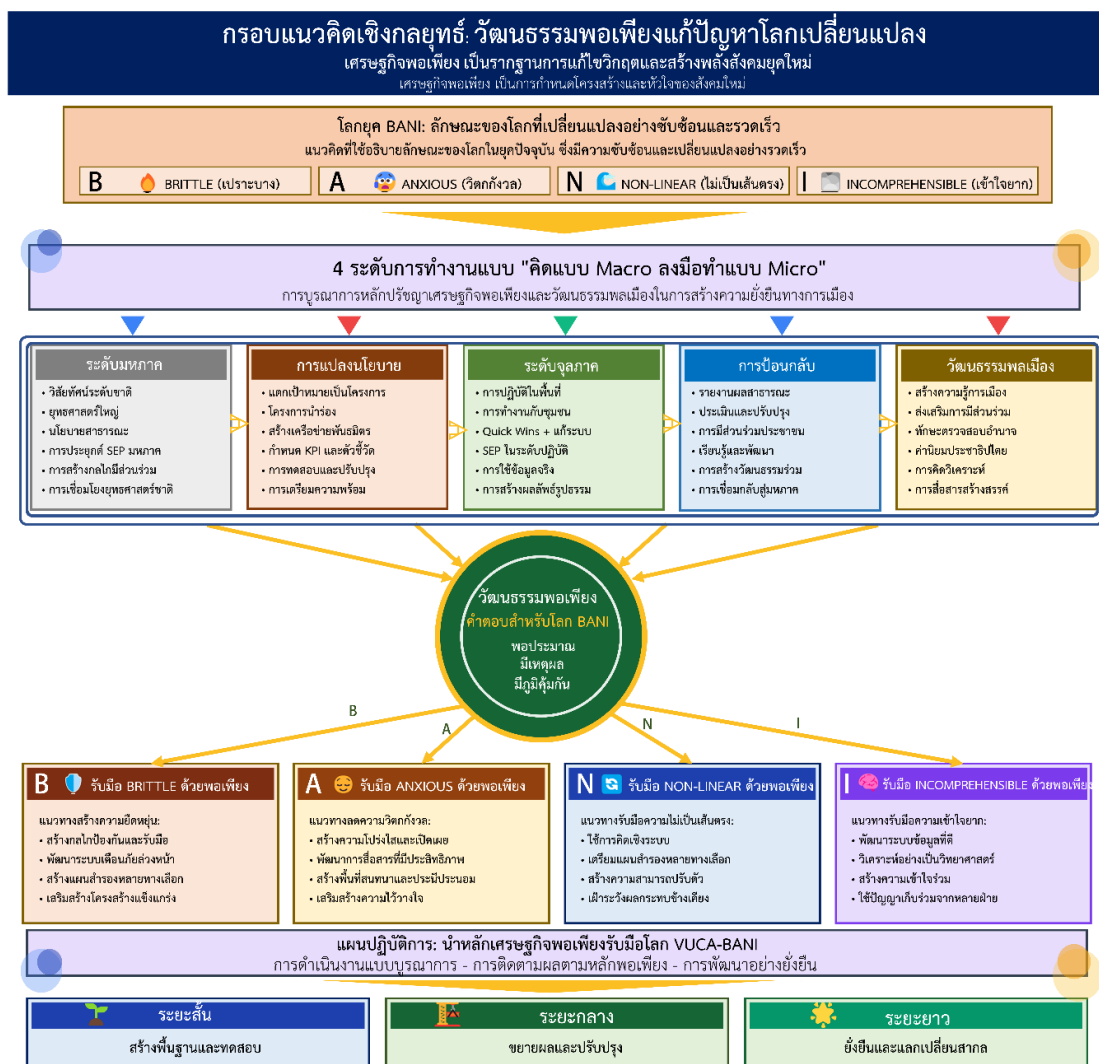 กรอบแนวคิดเชิงกลยุทธ์: วัฒนธรรมพอเพียงแก้ปัญหาโลกเปลี่ยนแปลง
เศรษฐกิจพอเพียง เป็นรากฐานการแก้ไขวิกฤตและสร้างพลังสังคมยุคใหม่
เศรษฐกิจพอเพียง เป็นการกำหนดโครงสร้างและหัวใจของสังคมใหม่
โลกยุค BANI: ลักษณะของโลกที่เปลี่ยนแปลงอย่างซับซ้อนและรวดเร็ว
แนวคิดที่ใช้อธิบายลักษณะของโลกในยุคปัจจุบัน ซึ่งมีความซับซ้อนและเปลี่ยนแปลงอย่างรวดเร็ว
B BRITTLE (เปราะบาง)
A ANXIOUS (วิตกกังวล)
N NON-LINEAR (ไม่เป็นเส้นตรง)
I INCOMPREHENSIBLE (เข้าใจยาก)
4 ระดับการทำงานแบบ "คิดแบบ Macro ลงมือทำแบบ Micro"
การบูรณาการหลักปรัชญาเศรษฐกิจพอเพียงและวัฒนธรรมพลเมืองในการสร้างความยั่งยืนทางการเมือง
ระดับมหภาค
• วิสัยทัศน์ระดับชาติ
• ยุทธศาสตร์ใหญ่
• นโยบายสาธารณะ
• การประยุกต์ SEP มหภาค
• การสร้างกลไกมีส่วนร่วม
• การเชื่อมโยงยุทธศาสตร์ชาติ
การแปลงนโยบาย
• แตกเป้าหมายเป็นโครงการ
• โครงการนำร่อง
• สร้างเครือข่ายพันธมิตร
• กำหนด KPI และตัวชี้วัด
• การทดสอบและปรับปรุง
• การเตรียมความพร้อม
ระดับจุลภาค
• การปฏิบัติในพื้นที่
• การทำงานกับชุมชน
• Quick Wins + แก้ระบบ
• SEP ในระดับปฏิบัติ
• การใช้ข้อมูลจริง
• การสร้างผลลัพธ์รูปธรรม
การป้อนกลับ
• รายงานผลสาธารณะ
• ประเมินและปรับปรุง
• การมีส่วนร่วมประชาชน
• เรียนรู้และพัฒนา
• การสร้างวัฒนธรรมร่วม
• การเชื่อมกลับสู่มหภาค
วัฒนธรรมพลเมือง
• สร้างความรู้การเมือง
• ส่งเสริมการมีส่วนร่วม
• ทักษะตรวจสอบอำนาจ
• ค่านิยมประชาธิปไตย
• การคิดวิเคราะห์
• การสื่อสารสร้างสรรค์
วัฒนธรรมพอเพียง
คำตอบสำหรับโลก BANI
พอประมาณ
มีเหตุผล
มีภูมิคุ้มกัน
B
A
N
I
B รับมือ BRITTLE ด้วยพอเพียง
แนวทางสร้างความยืดหยุ่น:
• สร้างกลไกป้องกันและรับมือ
• พัฒนาระบบเตือนภัยล่วงหน้า
• สร้างแผนสำรองหลายทางเลือก
• เสริมสร้างโครงสร้างแข็งแกร่ง
A รับมือ ANXIOUS ด้วยพอเพียง
แนวทางลดความวิตกกังวล:
• สร้างความโปร่งใสและเปิดเผย
• พัฒนาการสื่อสารที่มีประสิทธิภาพ
• สร้างพื้นที่สนทนาและประนีประนอม
• เสริมสร้างความไว้วางใจ
N รับมือ NON-LINEAR ด้วยพอเพียง
แนวทางรับมือความไม่เป็นเส้นตรง:
• ใช้การคิดเชิงระบบ
• เตรียมแผนสำรองหลายทางเลือก
• สร้างความสามารถปรับตัว
• เฝ้าระวังผลกระทบข้างเคียง
I รับมือ INCOMPREHENSIBLE ด้วยพอเพียง
แนวทางรับมือความเข้าใจยาก:
• พัฒนาระบบข้อมูลที่ดี
• วิเคราะห์อย่างเป็นวิทยาศาสตร์
• สร้างความเข้าใจร่วม
• ใช้ปัญญาเก็บร่วมจากหลายฝ่าย
แผนปฏิบัติการ: นำหลักเศรษฐกิจพอเพียงรับมือโลก VUCA-BANI
การดำเนินงานแบบบูรณาการ - การติดตามผลตามหลักพอเพียง - การพัฒนาอย่างยั่งยืน
ระยะสั้น
สร้างพื้นฐานและทดสอบ
ระยะกลาง
ขยายผลและปรับปรุง
ระยะยาว
ยั่งยืนและแลกเปลี่ยนสากล